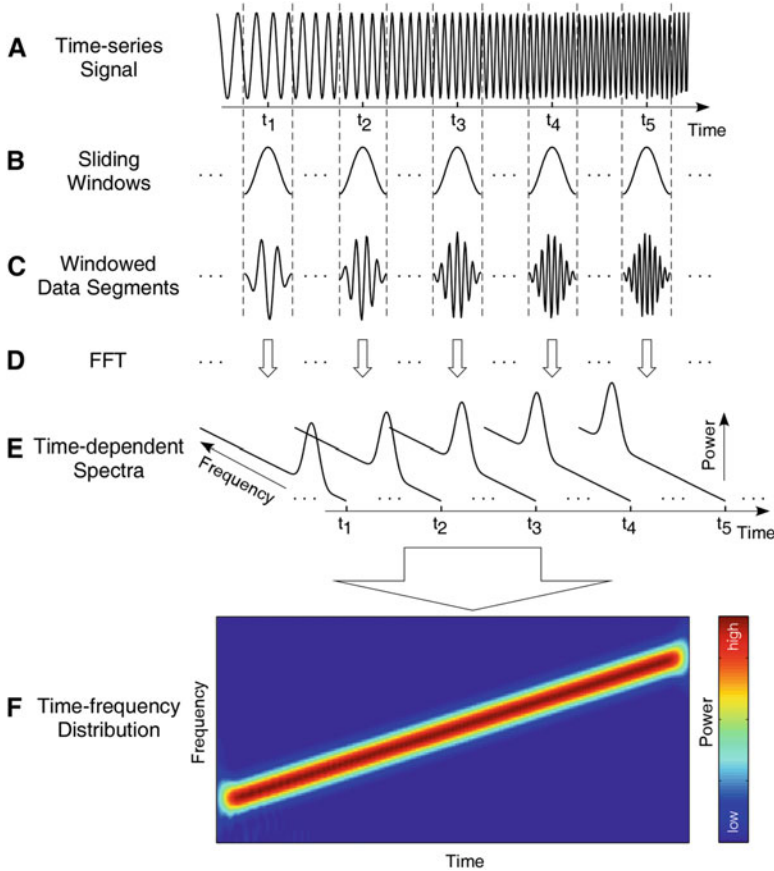 A Time-series
Signal
t1 t2 t3 t4 t5 Time
B Sliding
Windows
C Windowed
Data Segments
D FFT
E Time-dependent
Spectra
Frequency
Power
t1 t2 t3 t4 t5 Time
F Time-frequency
Distribution
Frequency
Time
Power
high
low